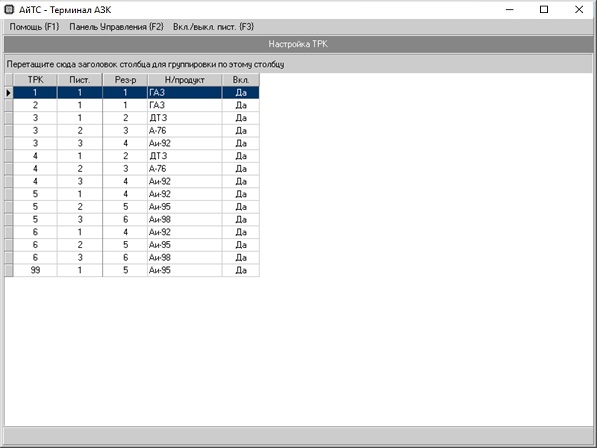 АйТС - Терминал АЗК
Помощь (F1) Панель Управления (F2) Вкл./выкл. пист. (F3)
Настройка ТРК
Перетащите сюда заголовок столбца для группировки по этому столбцу
ТРК Пист. Рез-р Н/продукт Вкл.
1 1 1 ГАЗ Да
2 1 1 ГАЗ Да
3 1 2 ДТЗ Да
3 2 3 А-76 Да
3 3 4 Аи-92 Да
4 1 2 ДТЗ Да
4 2 3 А-76 Да
4 3 4 Аи-92 Да
5 1 4 Аи-92 Да
5 2 5 Аи-95 Да
5 3 6 Аи-98 Да
6 1 4 Аи-92 Да
6 2 5 Аи-95 Да
6 3 6 Аи-98 Да
99 1 5 Аи-95 Да